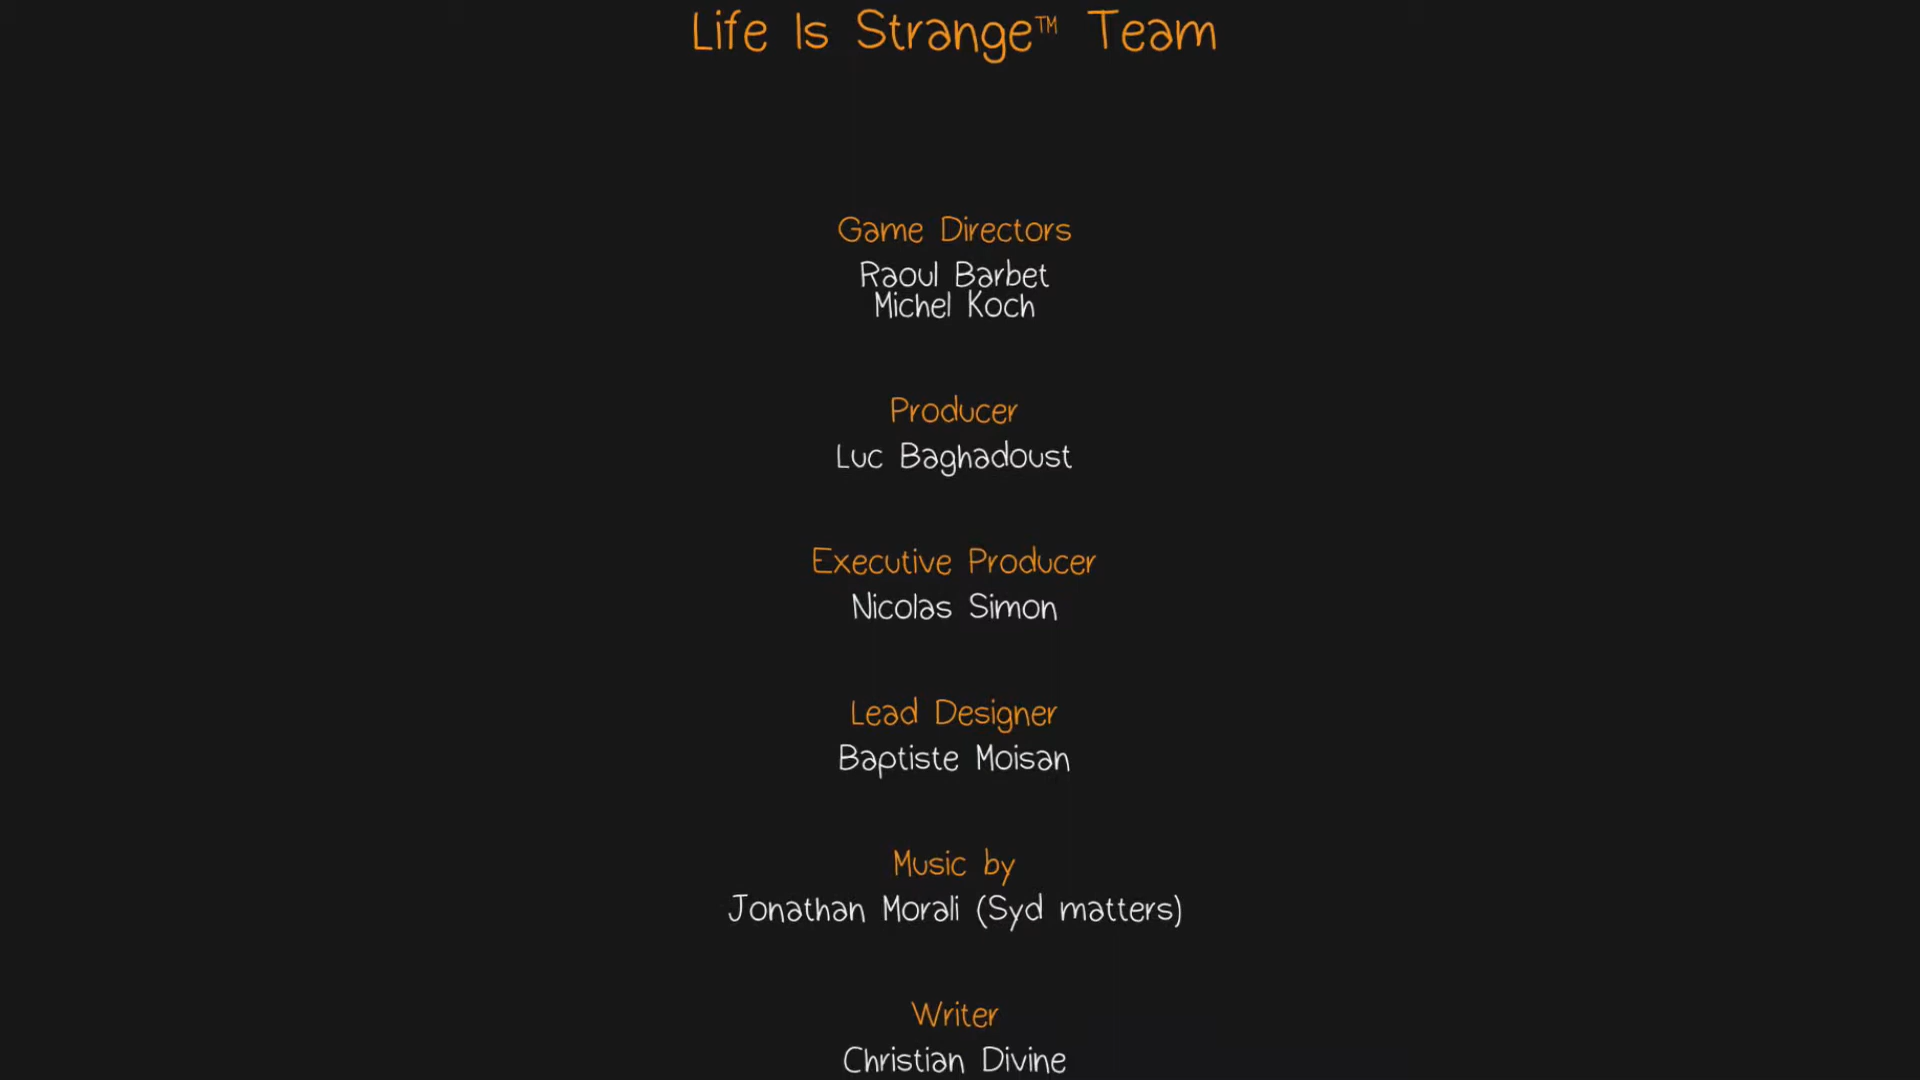 Life Is Strange™ Team
Game Directors
Raoul Barbet
Michel Koch
Producer
Luc Baghadoust
Executive Producer
Nicolas Simon
Lead Designer
Baptiste Moisan
Music by
Jonathan Morali (Syd matters)
Writer
Christian Divine